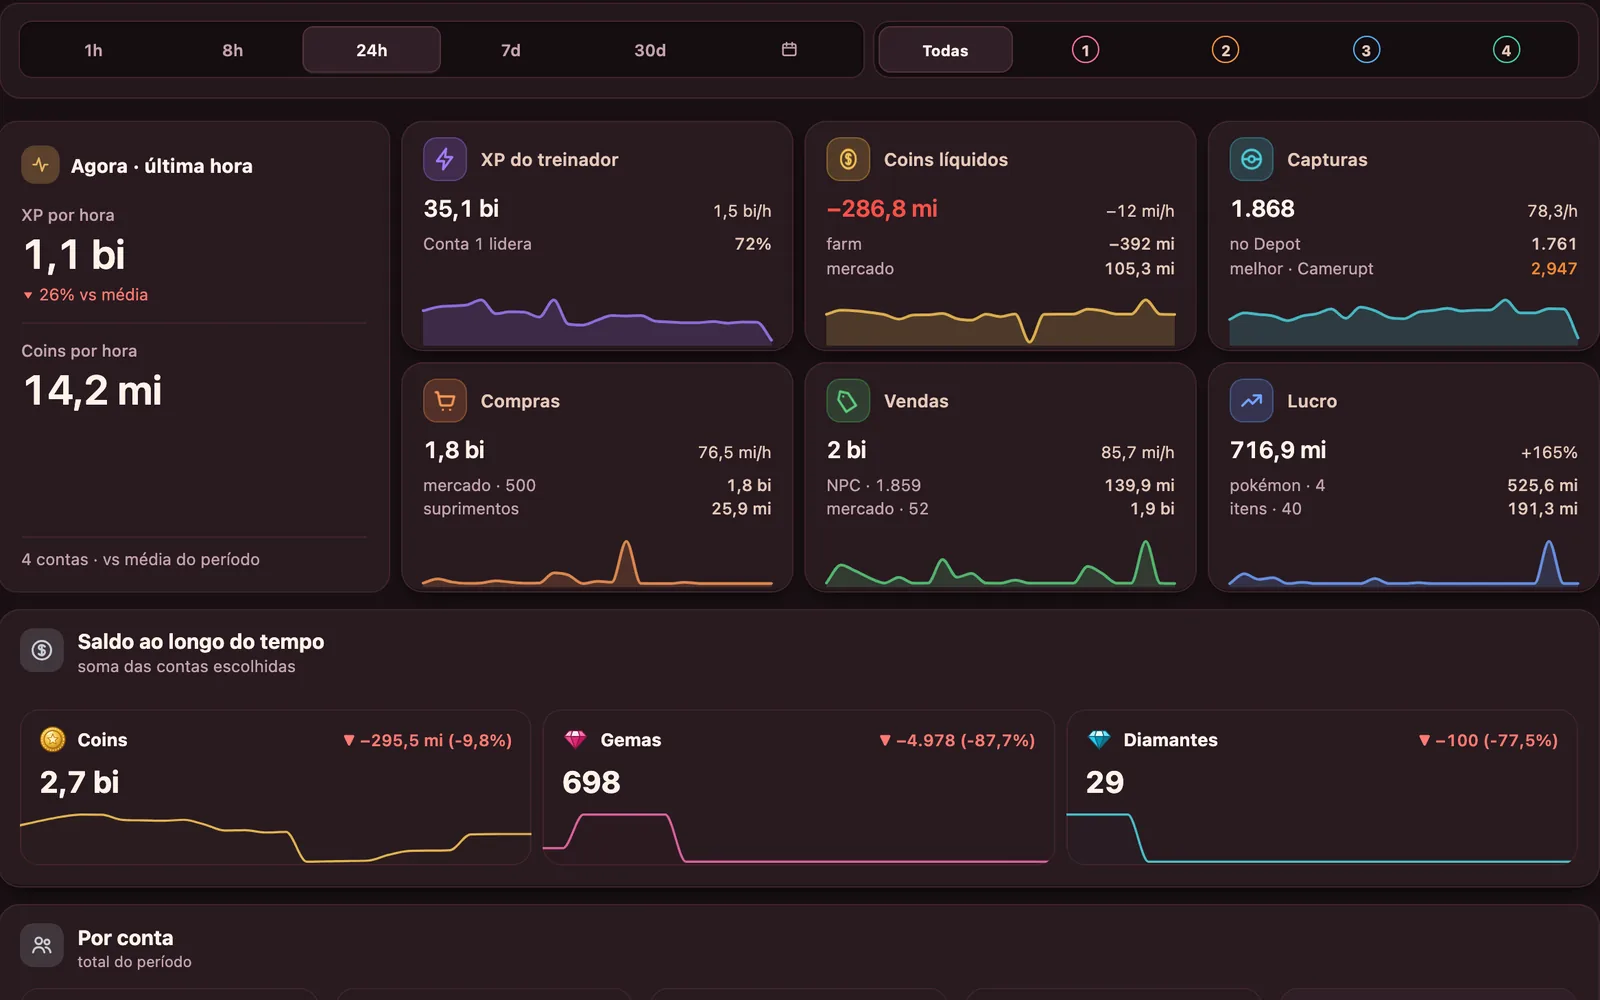 1h 8h 24h 7d 30d Todas 1 2 3 4
Agora · última hora
XP por hora
1,1 bi
▼ 26% vs média
Coins por hora
14,2 mi
4 contas · vs média do período
XP do treinador
35,1 bi 1,5 bi/h
Conta 1 lidera 72%
Coins líquidos
−286,8 mi −12 mi/h
farm −392 mi
mercado 105,3 mi
Capturas
1.868 78,3/h
no Depot 1.761
melhor · Camerupt 2,947
Compras
1,8 bi 76,5 mi/h
mercado · 500 1,8 bi
suprimentos 25,9 mi
Vendas
2 bi 85,7 mi/h
NPC · 1.859 139,9 mi
mercado · 52 1,9 bi
Lucro
716,9 mi +165%
pokémon · 4 525,6 mi
itens · 40 191,3 mi
Saldo ao longo do tempo
soma das contas escolhidas
Coins ▼ −295,5 mi (-9,8%)
2,7 bi
Gemas ▼ −4.978 (-87,7%)
698
Diamantes ▼ −100 (-77,5%)
29
Por conta
total do período